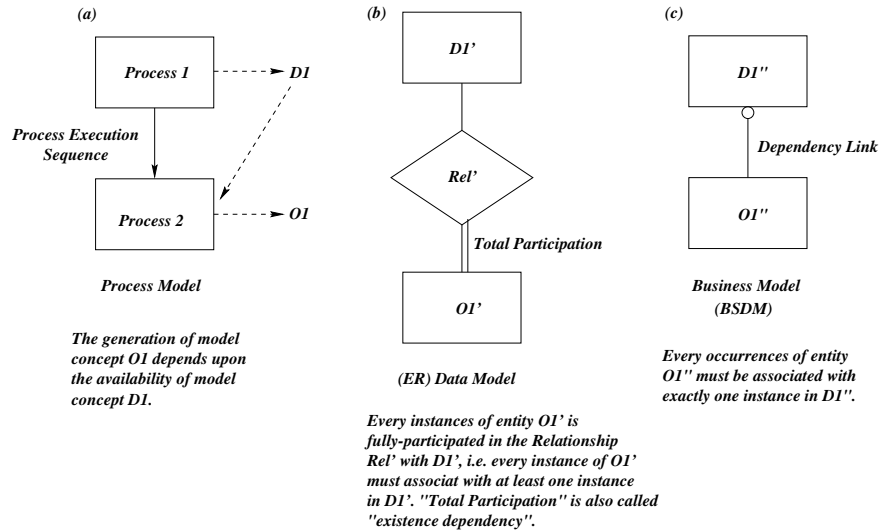 (a)
Process 1
D1
Process Execution
Sequence
Process 2
O1
Process Model
The generation of model
concept O1 depends upon
the availability of model
concept D1.
(b)
D1’
Rel’
Total Participation
O1’
(ER) Data Model
Every instances of entity O1’ is
fully-participated in the Relationship
Rel’ with D1’, i.e. every instance of O1’
must associat with at least one instance
in D1’. "Total Participation" is also called
"existence dependency".
(c)
D1"
Dependency Link
O1"
Business Model
(BSDM)
Every occurrences of entity
O1" must be associated with
exactly one instance in D1".